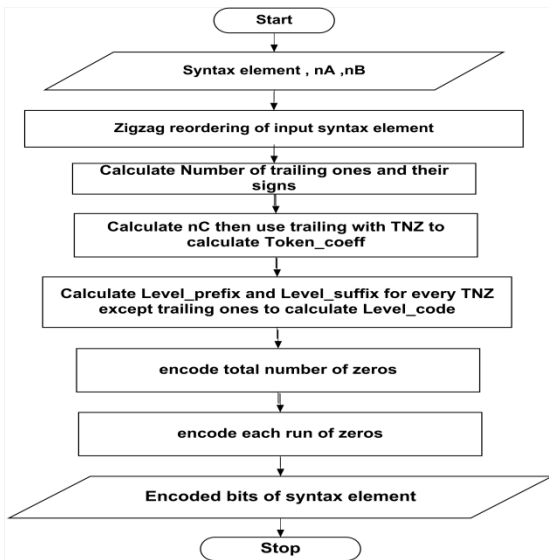 Start
Syntax element , nA ,nB
Zigzag reordering of input syntax element
Calculate Number of trailing ones and their
signs
Calculate nC then use trailing with TNZ to
calculate Token_coeff
Calculate Level_prefix and Level_suffix for every TNZ
except trailing ones to calculate Level_code
encode total number of zeros
encode each run of zeros
Encoded bits of syntax element
Stop